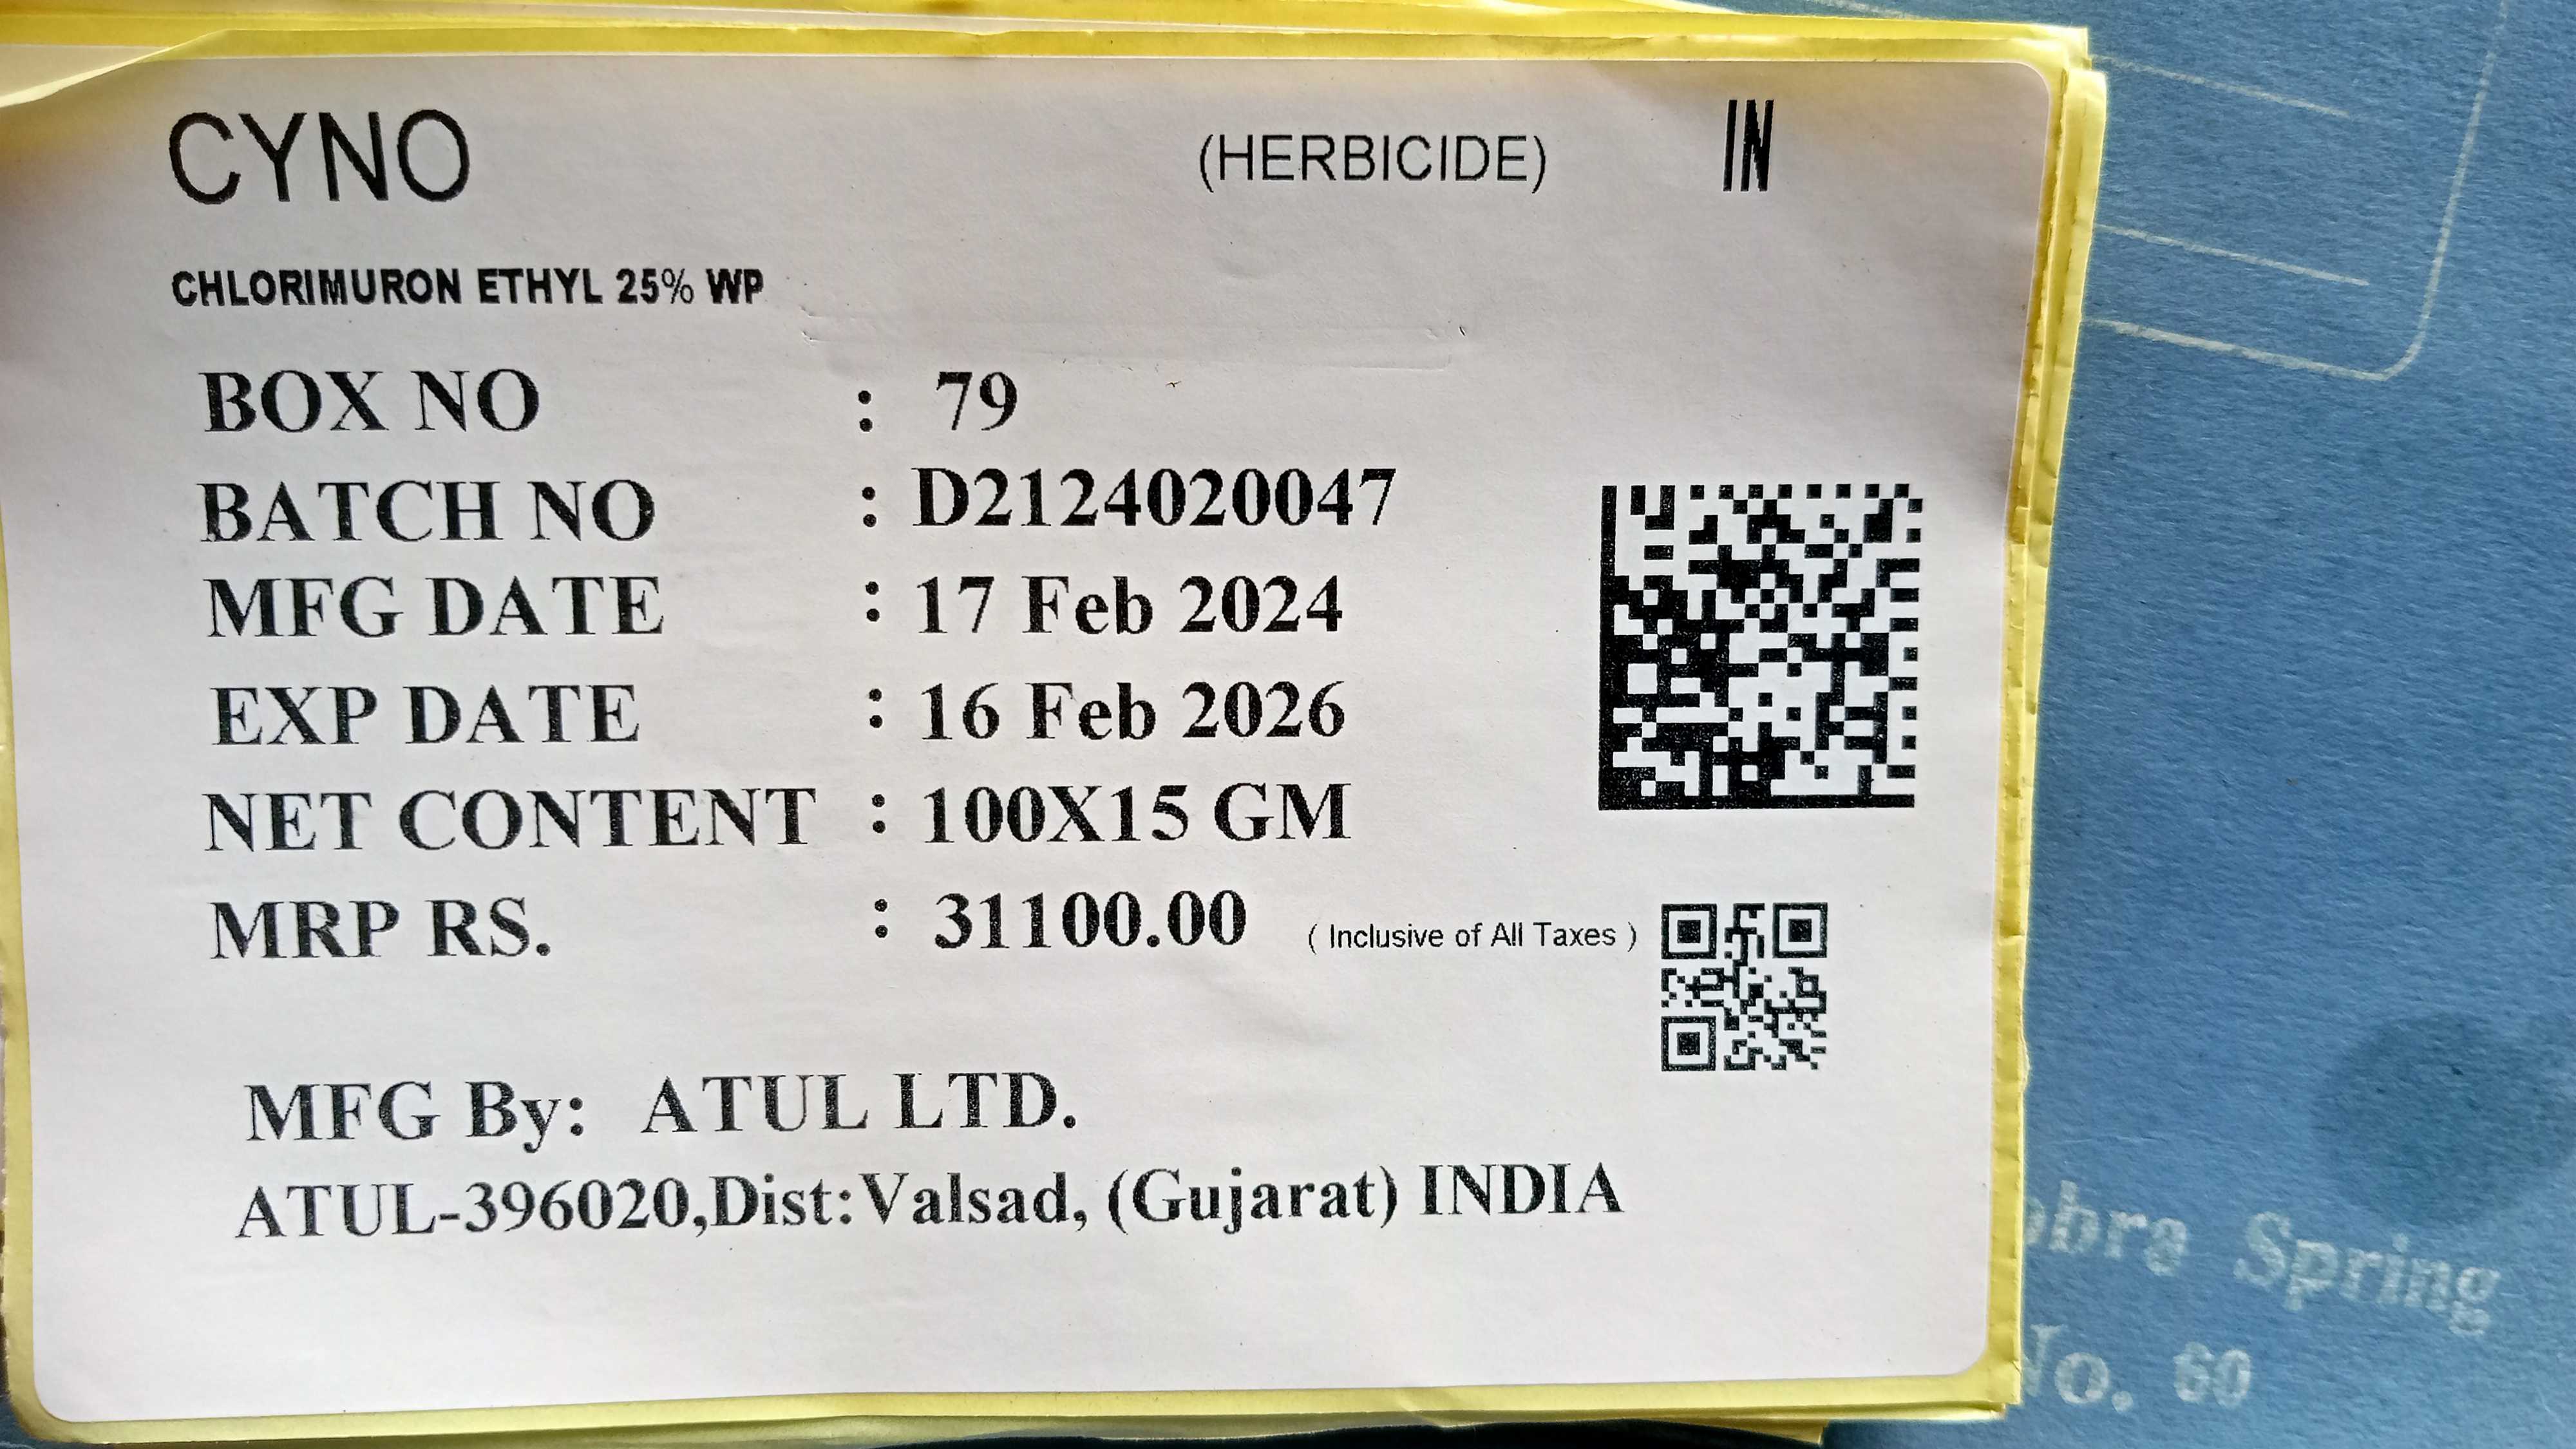 CYNO (HERBICIDE) IN
CHLORIMURON ETHYL 25% WP
BOX NO : 79
BATCH NO : D2124020047
MFG DATE : 17 Feb 2024
EXP DATE : 16 Feb 2026
NET CONTENT : 100X15 GM
MRP RS. : 31100.00 ( Inclusive of All Taxes )
MFG By: ATUL LTD.
ATUL-396020,Dist:Valsad, (Gujarat) INDIA
Spring
No. 60